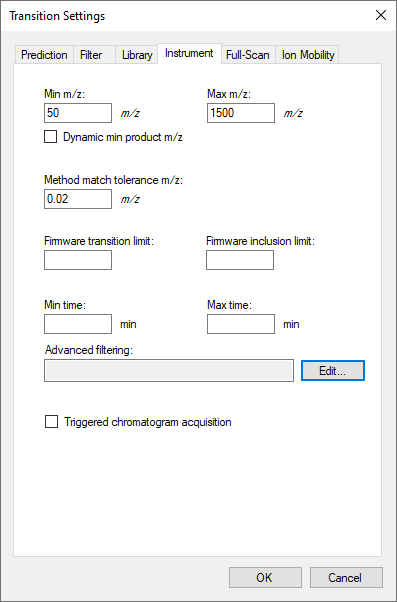 Transition Settings
Prediction Filter Library Instrument Full-Scan Ion Mobility
Min m/z: Max m/z:
50 m/z 1500 m/z
Dynamic min product m/z
Method match tolerance m/z:
0.02 m/z
Firmware transition limit: Firmware inclusion limit:
Min time: Max time:
min min
Advanced filtering:
Edit...
Triggered chromatogram acquisition
OK Cancel